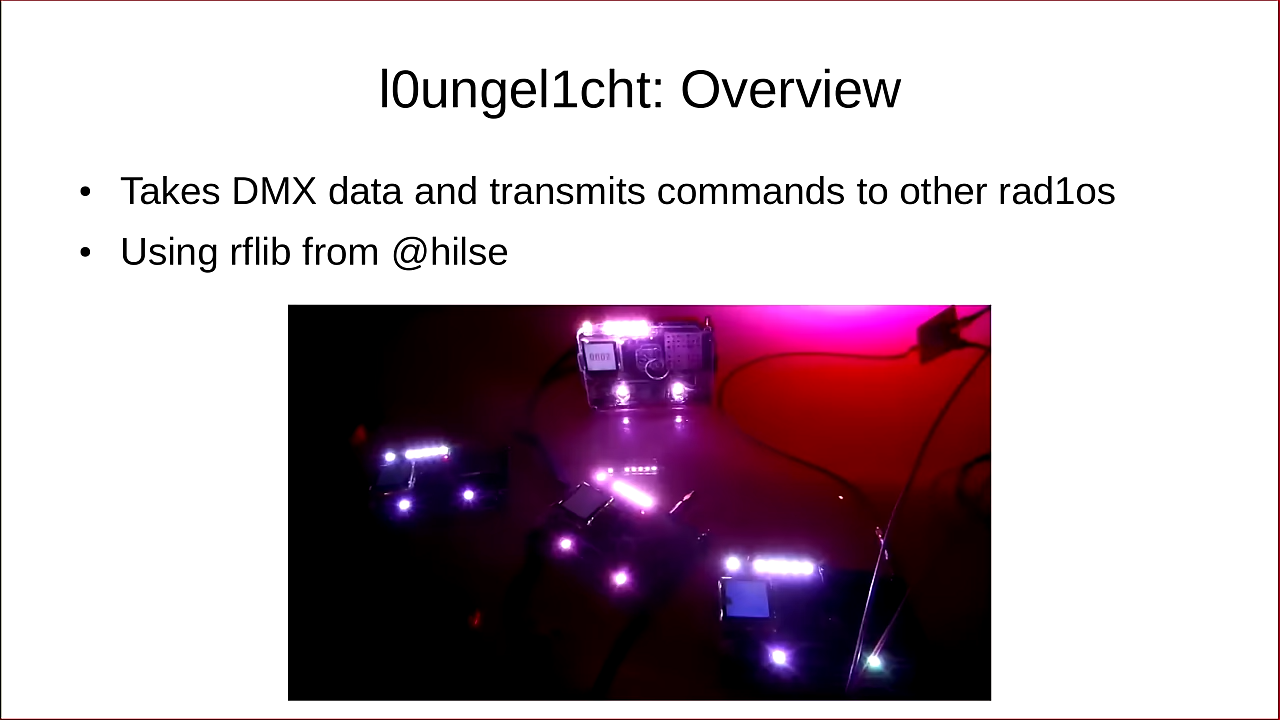 l0ungel1cht: Overview
• Takes DMX data and transmits commands to other rad1os
• Using rflib from @hilse